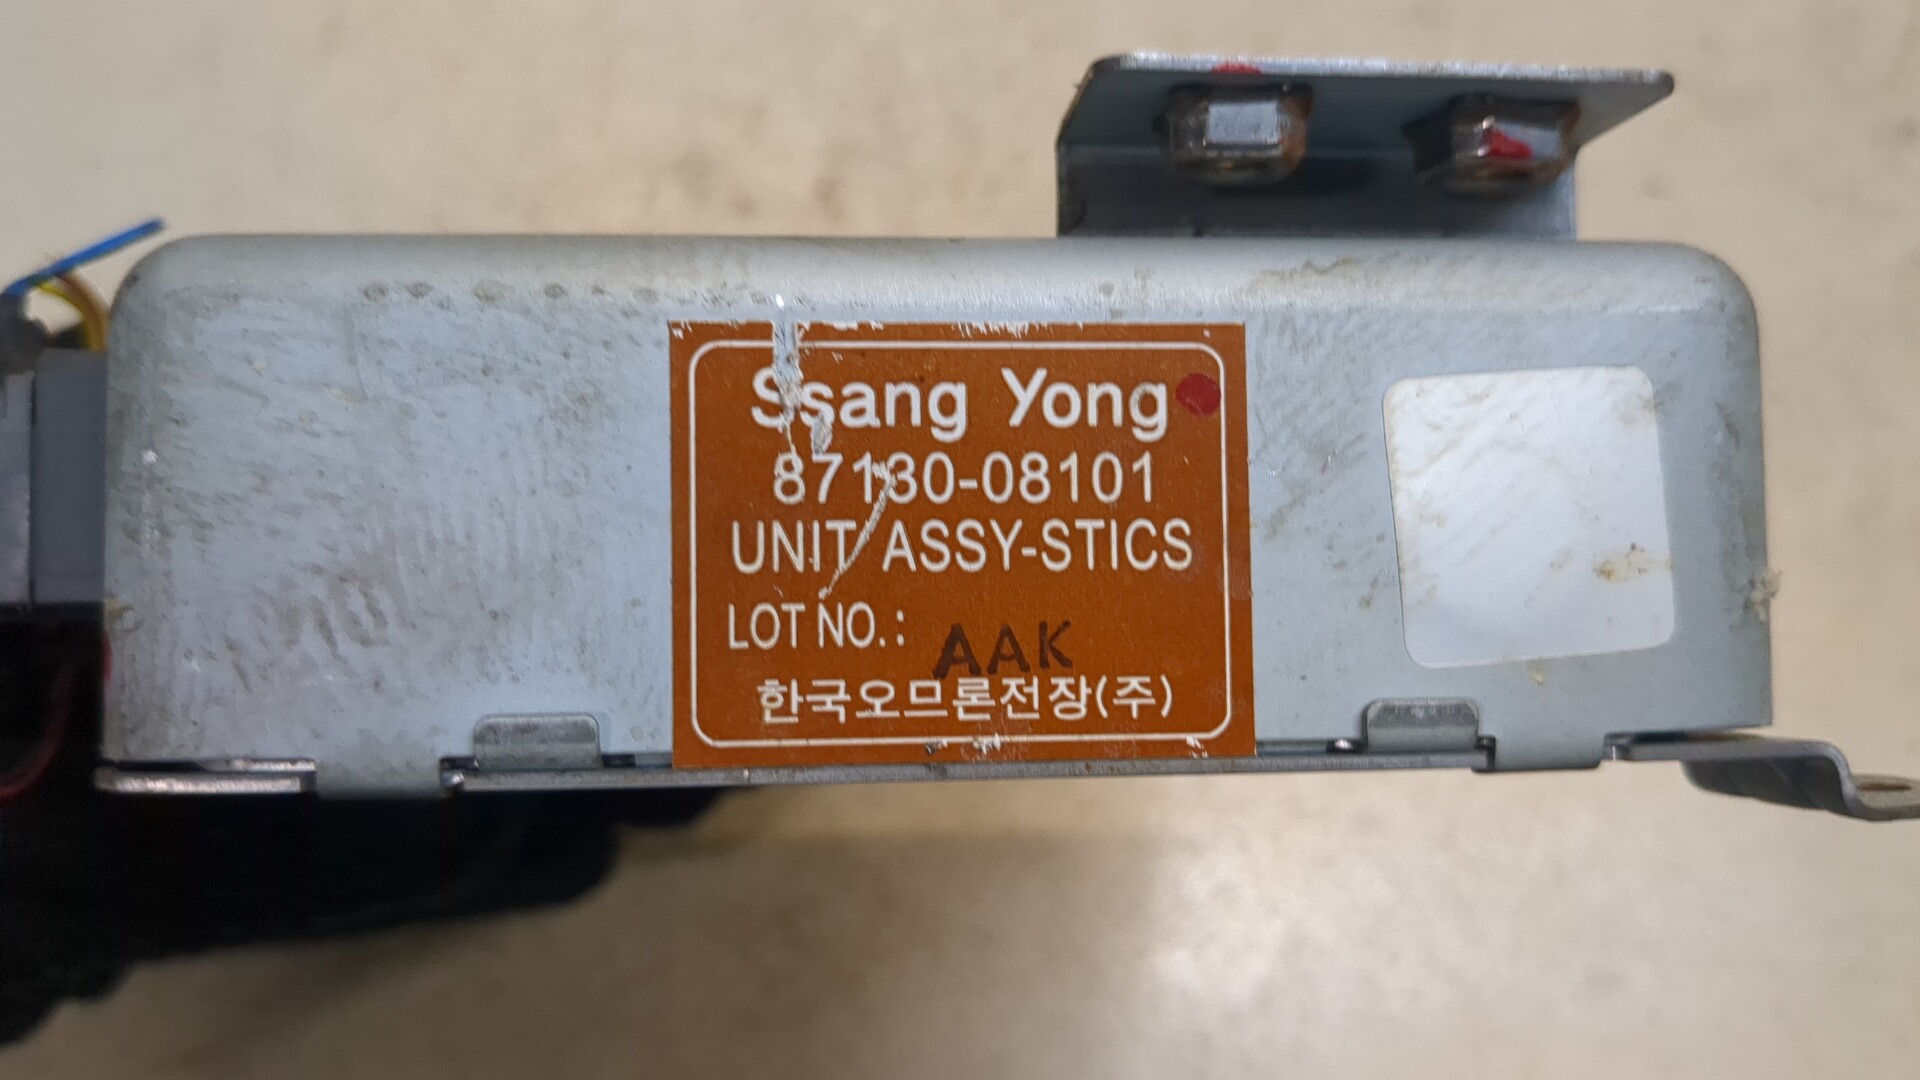 Ssang Yong
87130-08101
UNIT ASSY-STICS
LOT NO.: AAK
한국오므론전장(주)